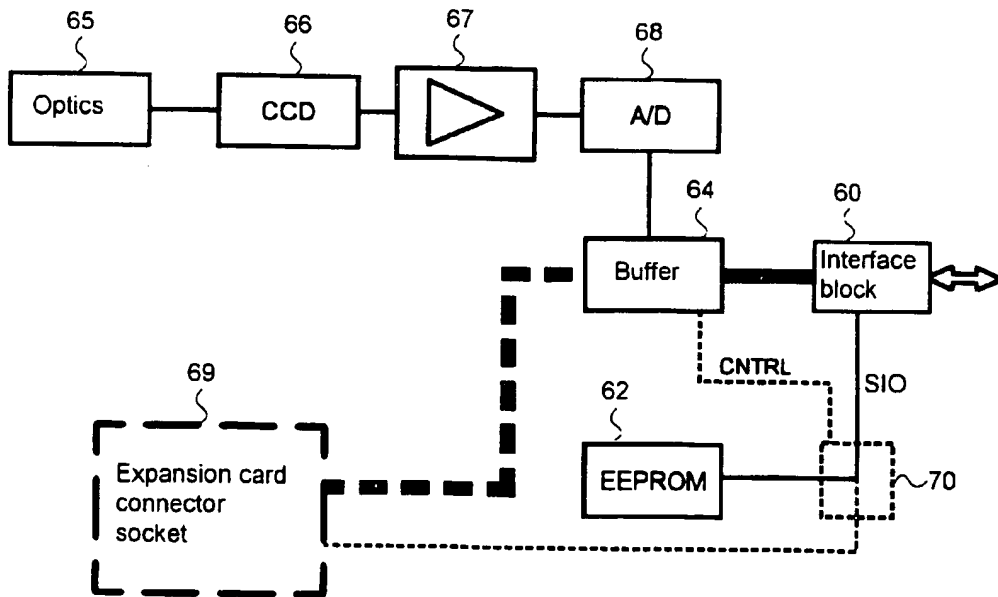 65
66
67
68
Optics
CCD
A/D
64
60
Buffer
Interface
block
CNTRL
SIO
69
62
Expansion card
connector
socket
EEPROM
70